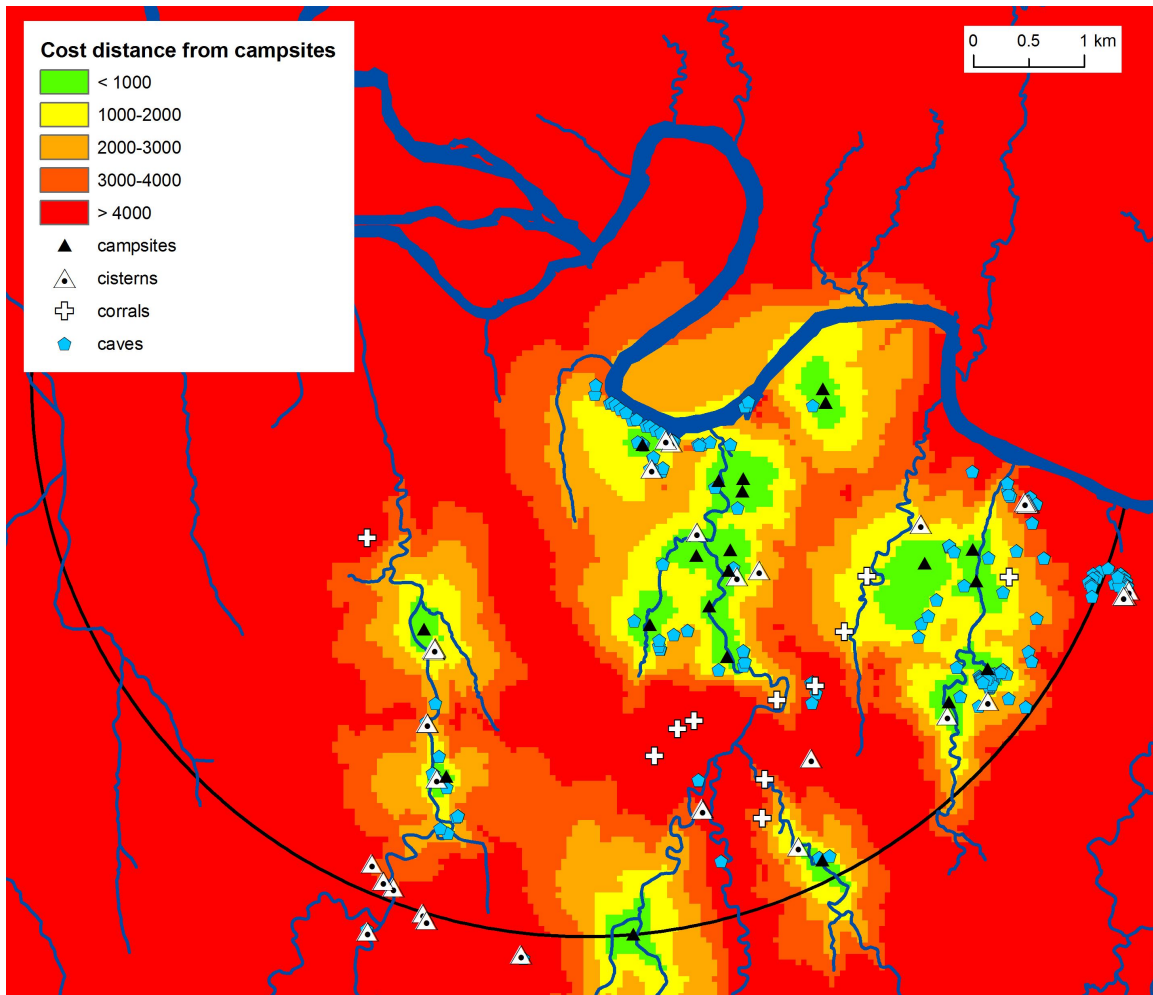 Cost distance from campsites
< 1000
1000-2000
2000-3000
3000-4000
> 4000
campsites
cisterns
corrals
caves
0 0.5 1 km